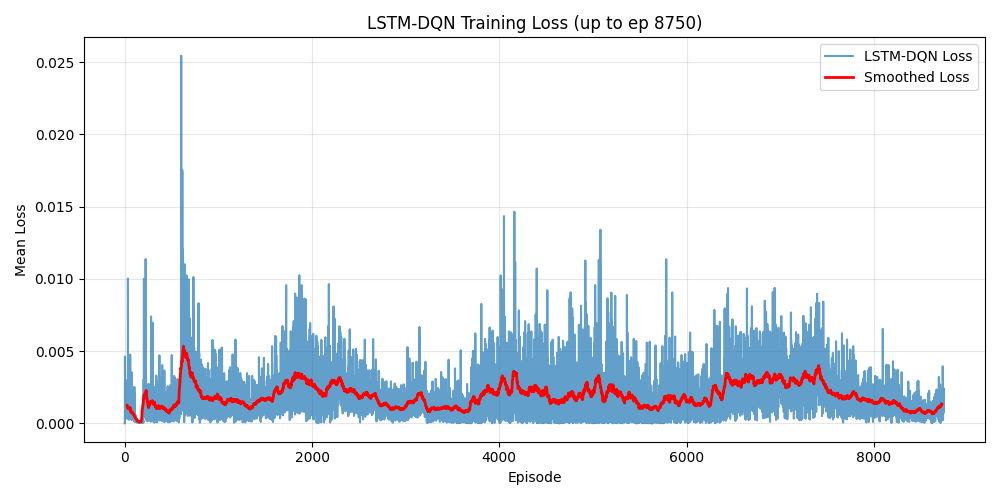 LSTM-DQN Training Loss (up to ep 8750)
LSTM-DQN Loss
Smoothed Loss
Mean Loss
0.025
0.020
0.015
0.010
0.005
0.000
0 2000 4000 6000 8000
Episode